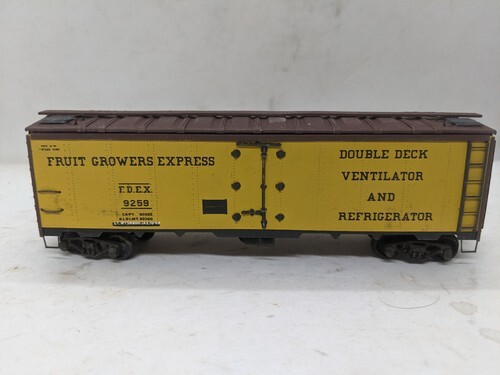 FRUIT GROWERS EXPRESS
F.D.E.X.
9259
DOUBLE DECK
VENTILATOR
AND
REFRIGERATOR